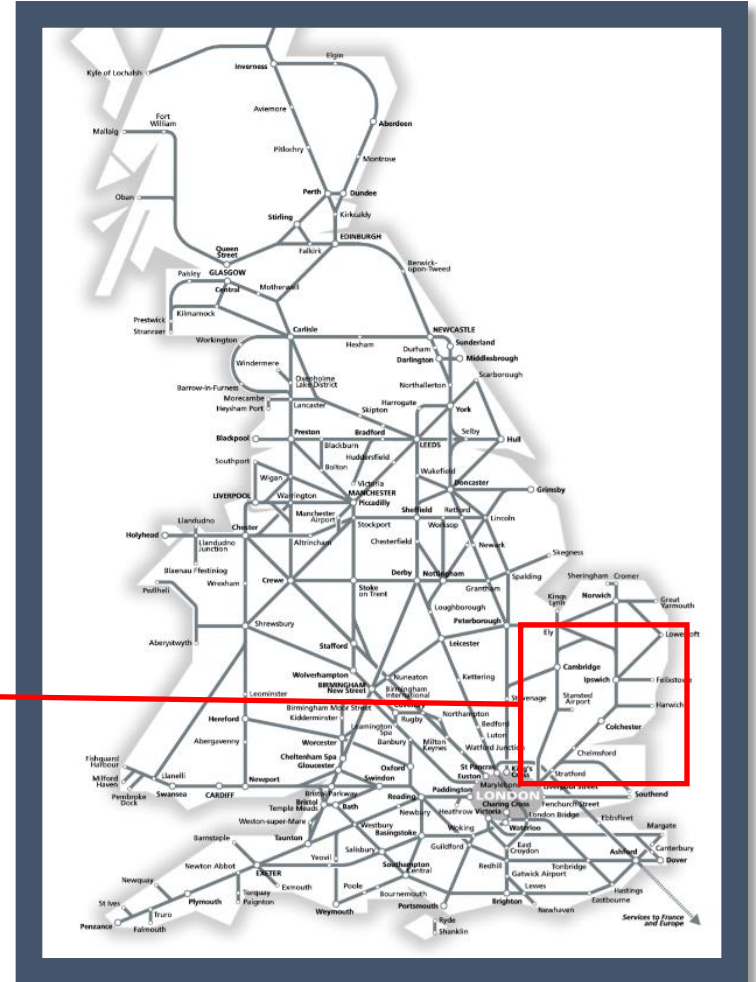 Elgin
Inverness
Kyle of Lochalsh
Aviemore
Fort
William
Mallaig
Aberdeen
Pitlochry
Montrose
Oban
Perth
Dundee
Stirling
Kirkcaldy
EDINBURGH
Queen
Street
Falkirk
Berwick-
upon-Tweed
Paisley
GLASGOW
Central
Motherwell
Prestwick
Kilmarnock
Stranraer
Carlisle
NEWCASTLE
Workington
Hexham
Sunderland
Durham
Windermere
Darlington
Middlesbrough
Scarborough
Oxenholme
Lake District
Barrow-in-Furness
Northallerton
Morecambe
Lancaster
Harrogate
Heysham Port
Skipton
York
Blackpool
Preston
Bradford
Selby
Hull
Blackburn
LEEDS
Southport
Huddersfield
Bolton
Wakefield
Wigan
Victoria
Doncaster
MANCHESTER
Grimsby
LIVERPOOL
Warrington
Piccadilly
Manchester
Airport
Sheffield
Retford
Llandudno
Stockport
Worksop
Lincoln
Holyhead
Chester
Llandudno
Junction
Altrincham
Chesterfield
Newark
Skegness
Blaenau Ffestiniog
Derby
Nottingham
Spalding
Sheringham
Cromer
Pwllheli
Wrexham
Crewe
Stoke
on Trent
Grantham
Kings
Lynn
Norwich
Great
Yarmouth
Loughborough
Shrewsbury
Peterborough
Ely
Lowestoft
Aberystwyth
Stafford
Leicester
Wolverhampton
Cambridge
BIRMINGHAM
New Street
Nuneaton
Kettering
Ipswich
Felixstowe
Birmingham
International
Stansted
Airport
Leominster
Coventry
Stevenage
Harwich
Birmingham Moor Street
Rugby
Northampton
Hereford
Kidderminster
Leamington
Spa
Bedford
Colchester
Abergavenny
Worcester
Banbury
Milton
Keynes
Luton
Chelmsford
Fishguard
Harbour
Cheltenham Spa
Watford Junction
Gloucester
Oxford
St Pancras
King's
Cross
Stratford
Milford
Haven
Llanelli
Newport
Swindon
Euston
Marylebone
Liverpool Street
Pembroke
Dock
Swansea
CARDIFF
Bristol Parkway
Paddington
LONDON
Southend
Bristol
Temple Meads
Bath
Reading
Charing Cross
Fenchurch Street
Newbury
Heathrow
Victoria
London Bridge
Ebbsfleet
Weston-super-Mare
Westbury
Waterloo
Margate
Barnstaple
Taunton
Basingstoke
Woking
Salisbury
Guildford
East
Croydon
Canterbury
Newton Abbot
Yeovil
Ashford
Dover
EXETER
Southampton
Central
Redhill
Tonbridge
Gatwick Airport
Newquay
Exmouth
Poole
Lewes
Hastings
Torquay
Paignton
Bournemouth
Eastbourne
St Ives
Plymouth
Weymouth
Portsmouth
Brighton
Newhaven
Truro
Penzance
Falmouth
Ryde
Shanklin
Services to France
and Europe